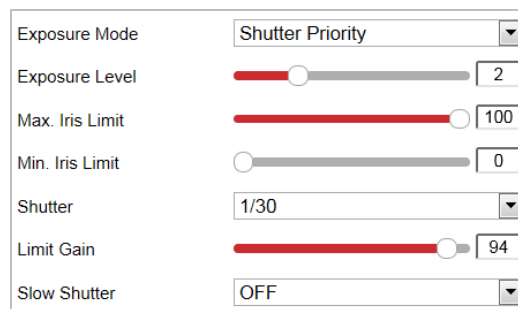 Exposure Mode Shutter Priority
Exposure Level 2
Max. Iris Limit 100
Min. Iris Limit 0
Shutter 1/30
Limit Gain 94
Slow Shutter OFF